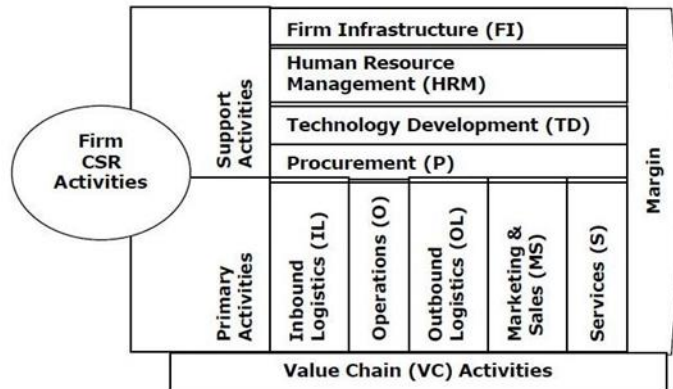 Firm
CSR
Activities
Support
Activities
Firm Infrastructure (FI)
Human Resource
Management (HRM)
Technology Development (TD)
Procurement (P)
Margin
Primary
Activities
Inbound
Logistics (IL)
Operations (O)
Outbound
Logistics (OL)
Marketing &
Sales (MS)
Services (S)
Value Chain (VC) Activities